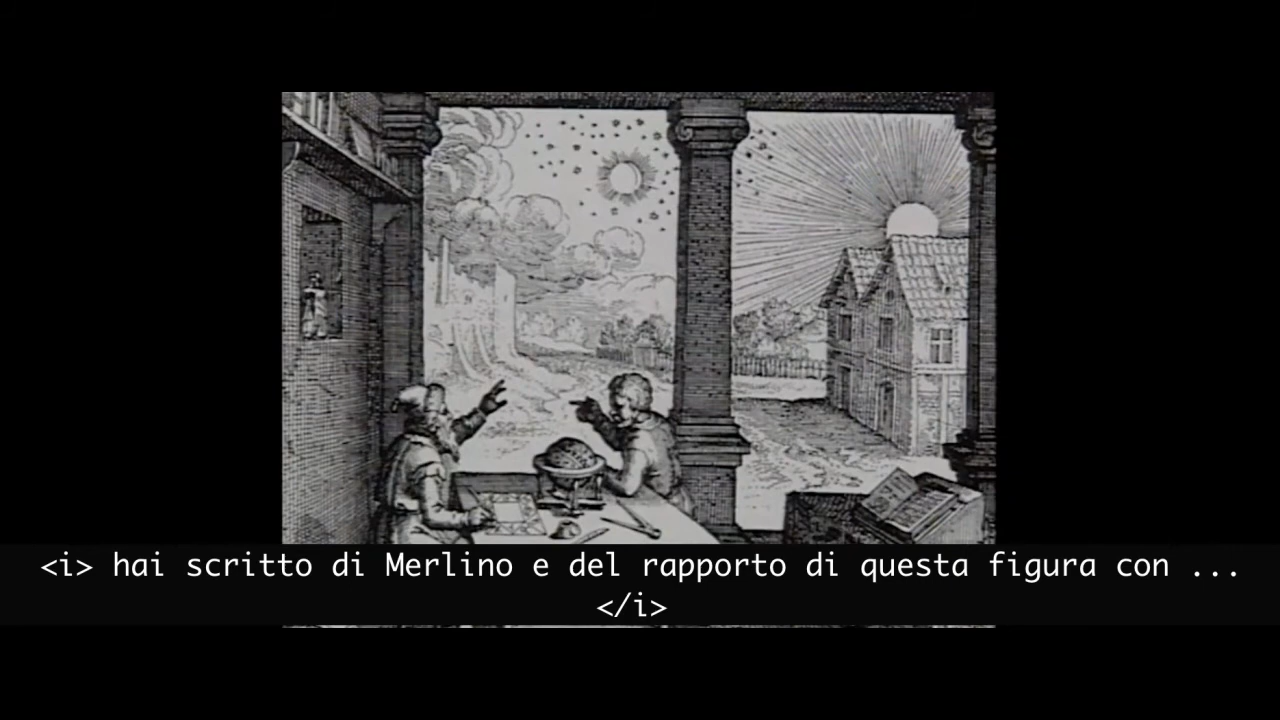 <i> hai scritto di Merlino e del rapporto di questa figura con ...
</i>